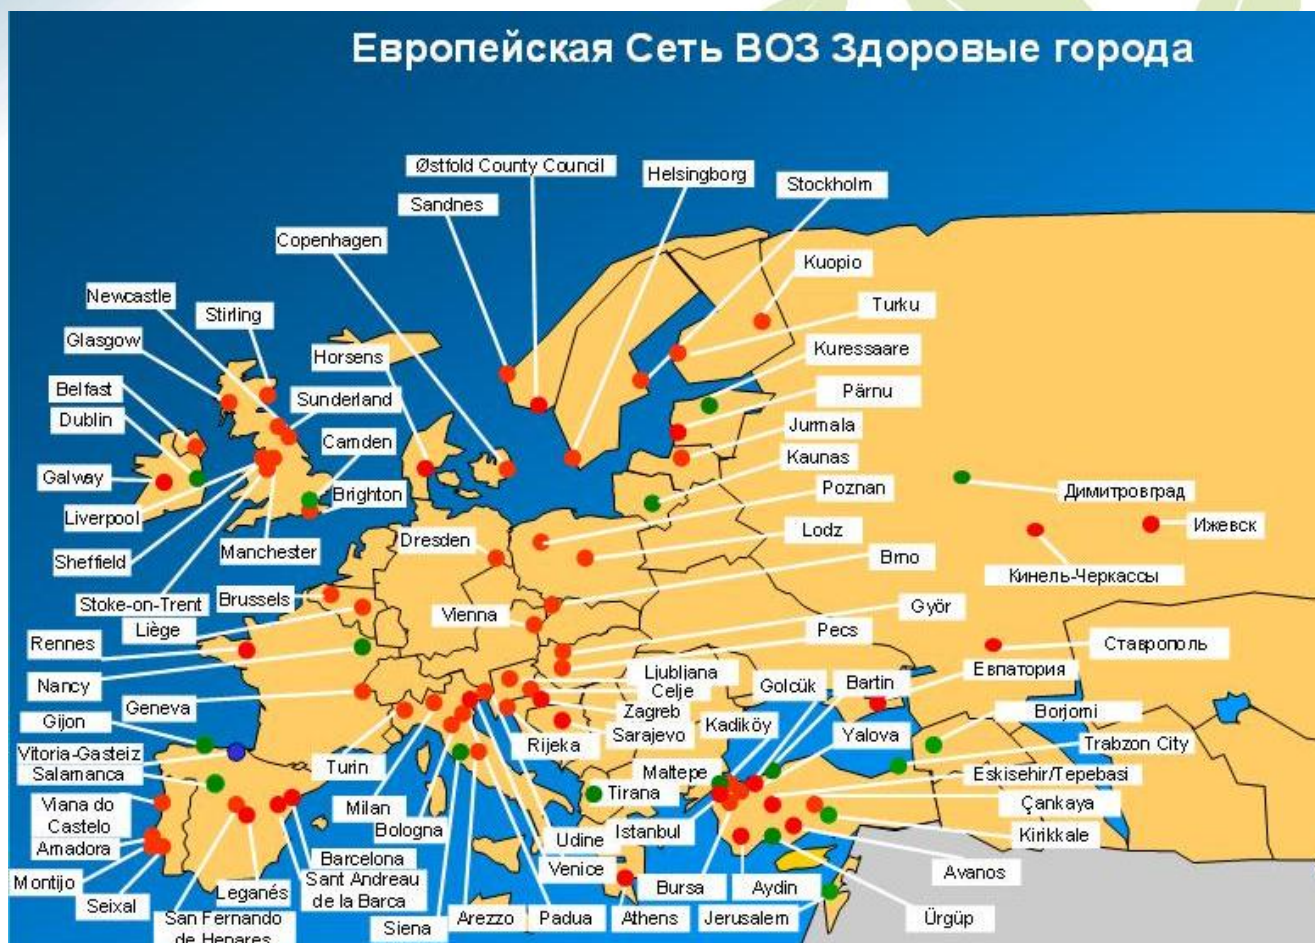 Европейская Сеть ВОЗ Здоровые города
Østfold County Council
Helsingborg
Stockholm
Sandnes
Copenhagen
Kuopio
Newcastle
Stirling
Turku
Glasgow
Horsens
Kuressaare
Belfast
Sunderland
Pärnu
Dublin
Camden
Jurmala
Kaunas
Galway
Brighton
Poznan
Димитровград
Liverpool
Ижевск
Manchester
Dresden
Lodz
Sheffield
Brno
Кинель-Черкассы
Stoke-on-Trent
Brussels
Vienna
Györ
Liège
Pecs
Rennes
Ставрополь
Nancy
Ljubljana
Евпатория
Celje
Golcük
Bartin
Geneva
Zagreb
Borjomi
Gijon
Kadiköy
Sarajevo
Yalova
Trabzon City
Vitoria-Gasteiz
Rijeka
Turin
Maltepe
Eskisehir/Tepebasi
Salamanca
Tirana
Viana do
Castelo
Milan
Çankaya
Bologna
Udine
Istanbul
Kirikkale
Amadora
Barcelona
Venice
Avanos
Montijo
Leganés
Sant Andreau
de la Barca
Bursa
Aydin
Seixal
San Fernando
de Henares
Siena
Arezzo
Padua
Athens
Jerusalem
Ürgüp